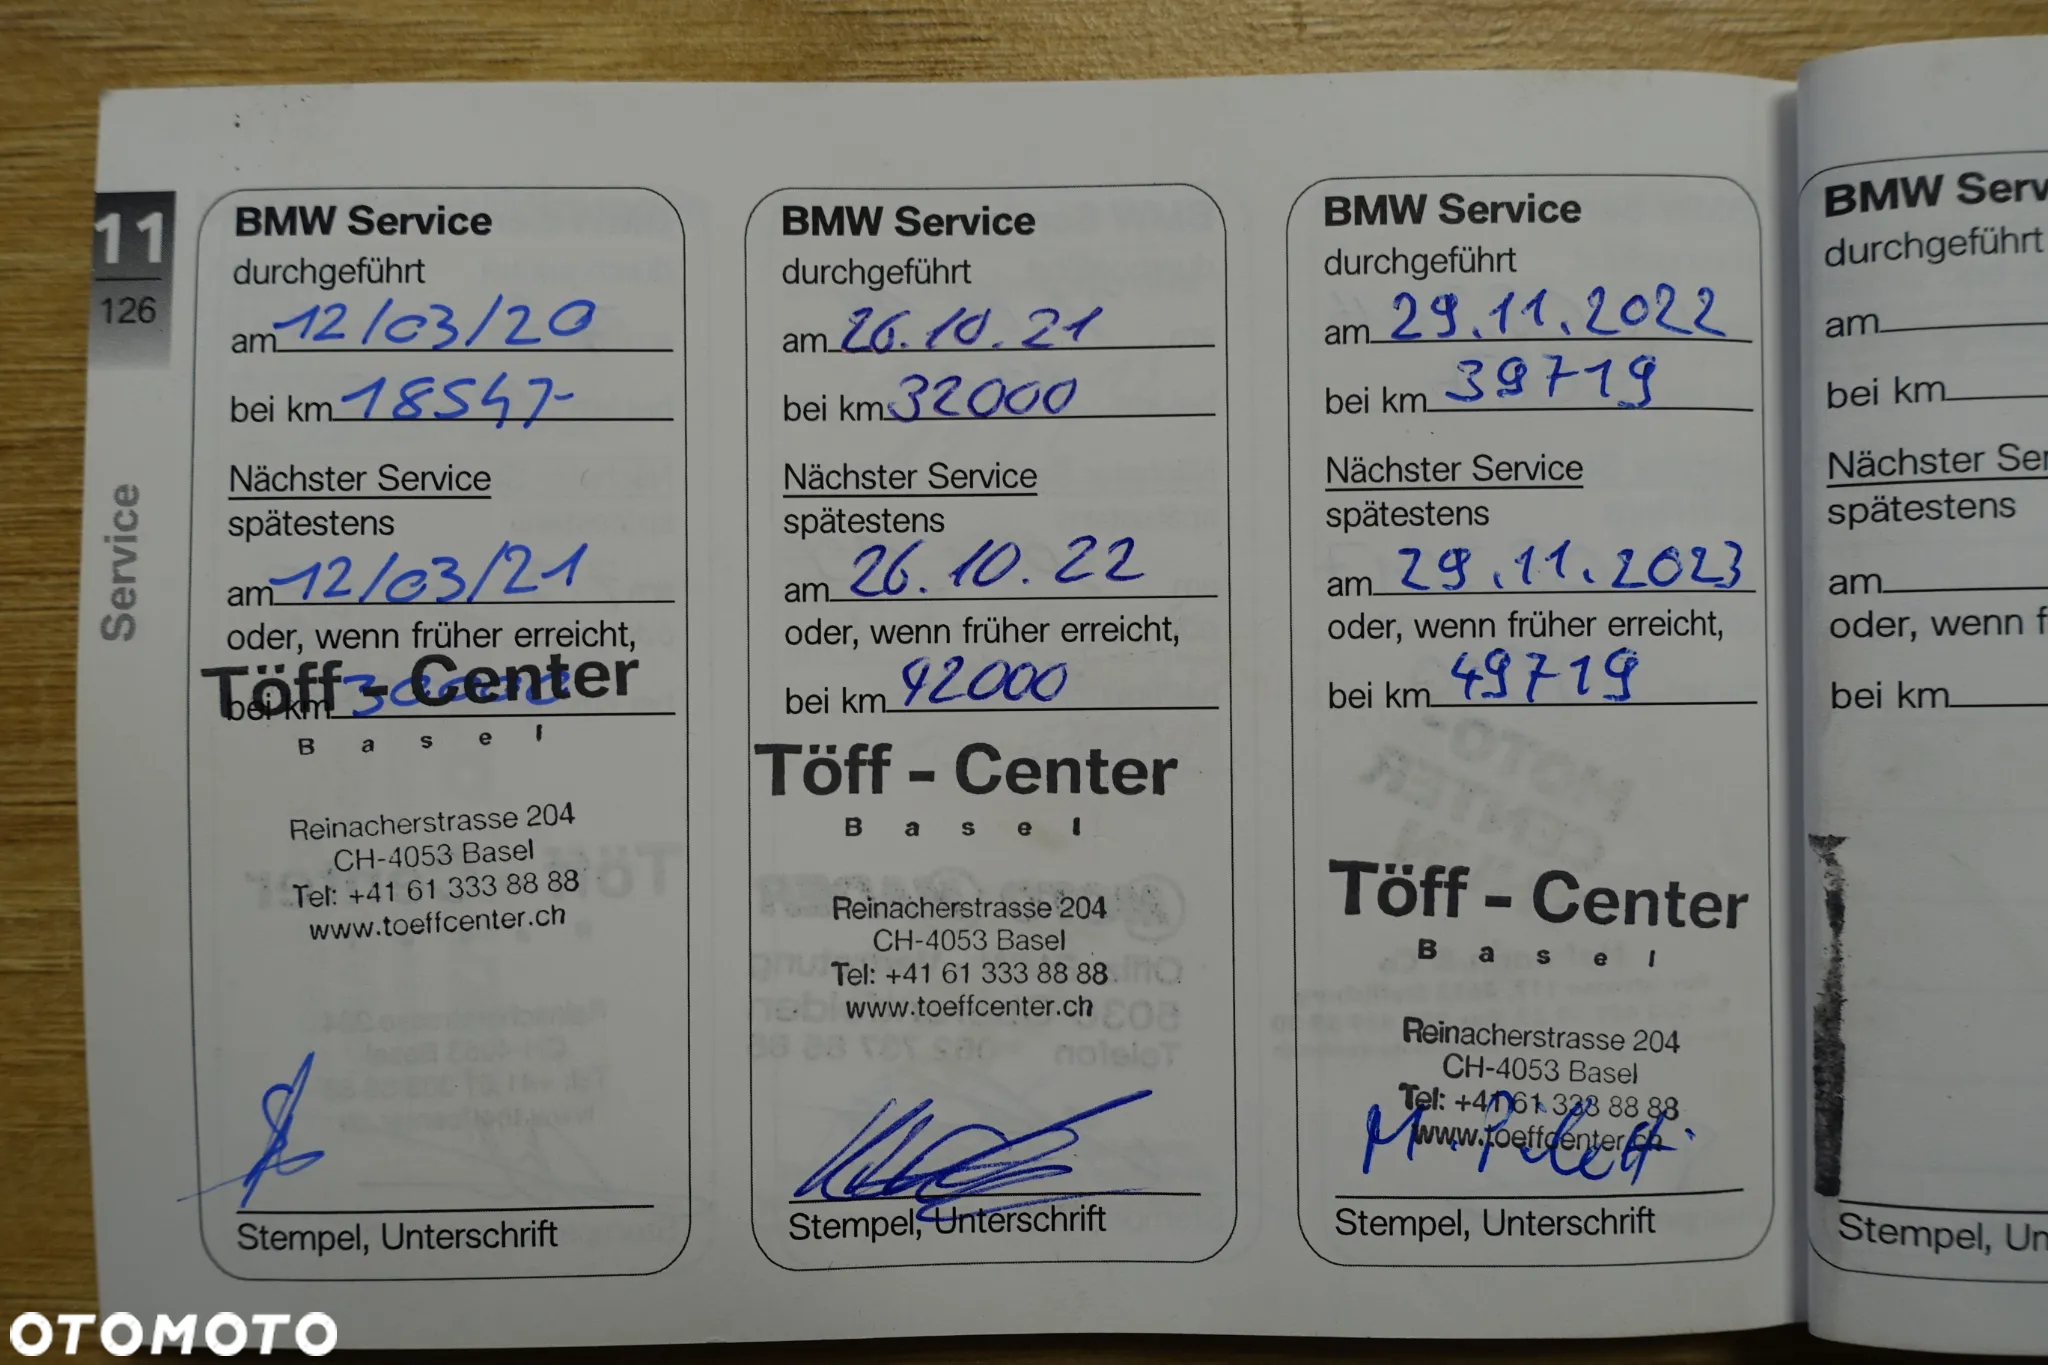 11
126
Service
BMW Service
durchgeführt
am 12/03/20
bei km 18547-
Nächster Service
spätestens
am 12/03/21
oder, wenn früher erreicht,
bei km 30000
Töff - Center
Basel
Reinacherstrasse 204
CH-4053 Basel
Tel: +41 61 333 88 88
www.toeffcenter.ch
Stempel, Unterschrift
BMW Service
durchgeführt
am 26.10.21
bei km 32000
Nächster Service
spätestens
am 26.10.22
oder, wenn früher erreicht,
bei km 42000
Töff - Center
Basel
Reinacherstrasse 204
CH-4053 Basel
Tel: +41 61 333 88 88
www.toeffcenter.ch
Stempel, Unterschrift
BMW Service
durchgeführt
am 29.11.2022
bei km 39719
Nächster Service
spätestens
am 29.11.2023
oder, wenn früher erreicht,
bei km 49719
Töff - Center
Basel
Reinacherstrasse 204
CH-4053 Basel
Tel: +41 61 333 88 88
www.toeffcenter.ch
Stempel, Unterschrift
BMW Serv
durchgeführt
am
bei km
Nächster Ser
spätestens
am
oder, wenn f
bei km
Stempel, Un
OTOMOTO